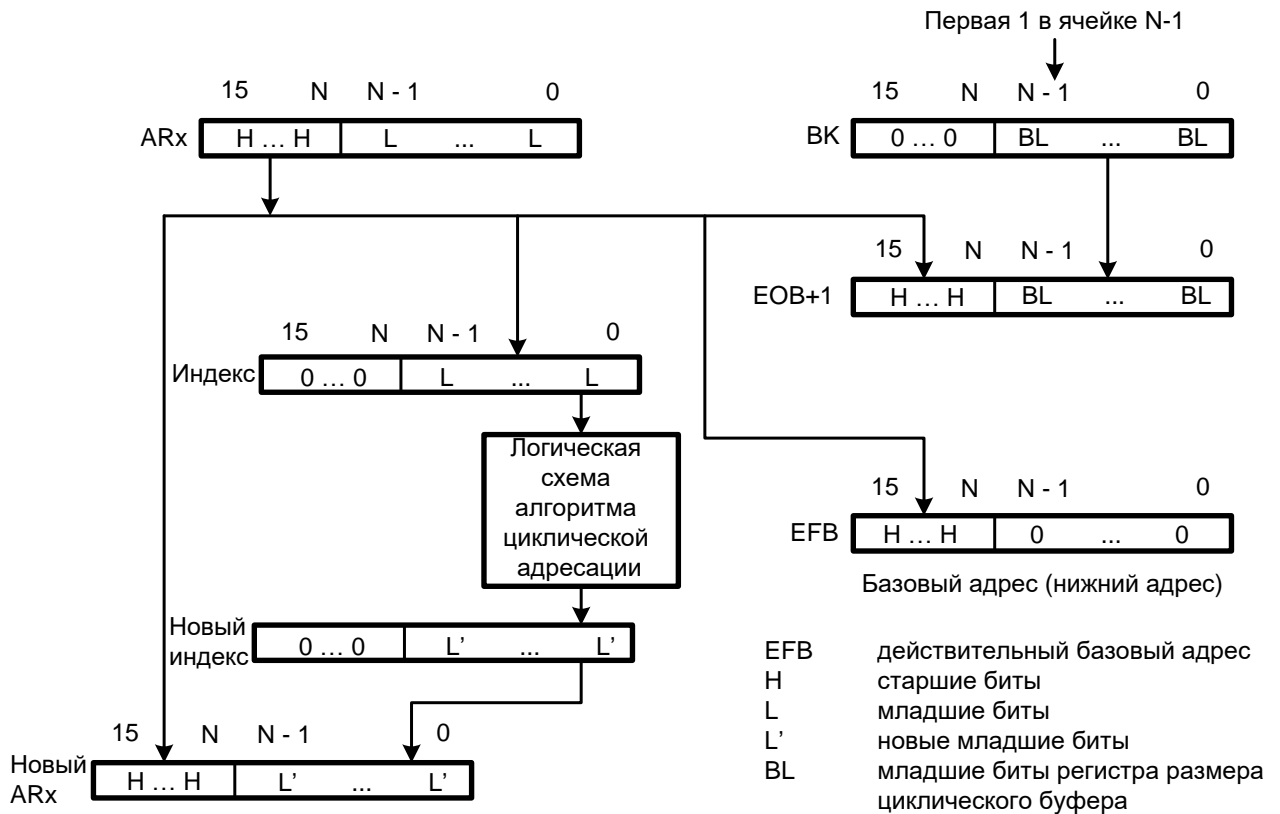 Первая 1 в ячейке N-1
15 N N - 1 0
15 N N - 1 0
ARx H … H L ... L
BK 0 … 0 BL ... BL
15 N N - 1 0
EOB+1 H … H BL ... BL
15 N N - 1 0
Индекс 0 … 0 L ... L
Логическая
схема
алгоритма
циклической
адресации
15 N N - 1 0
EFB H … H 0 ... 0
Базовый адрес (нижний адрес)
Новый
индекс 0 … 0 L’ ... L’
15 N N - 1 0
Новый
ARx H … H L’ ... L’
EFB действительный базовый адрес
H старшие биты
L младшие биты
L’ новые младшие биты
BL младшие биты регистра размера
циклического буфера